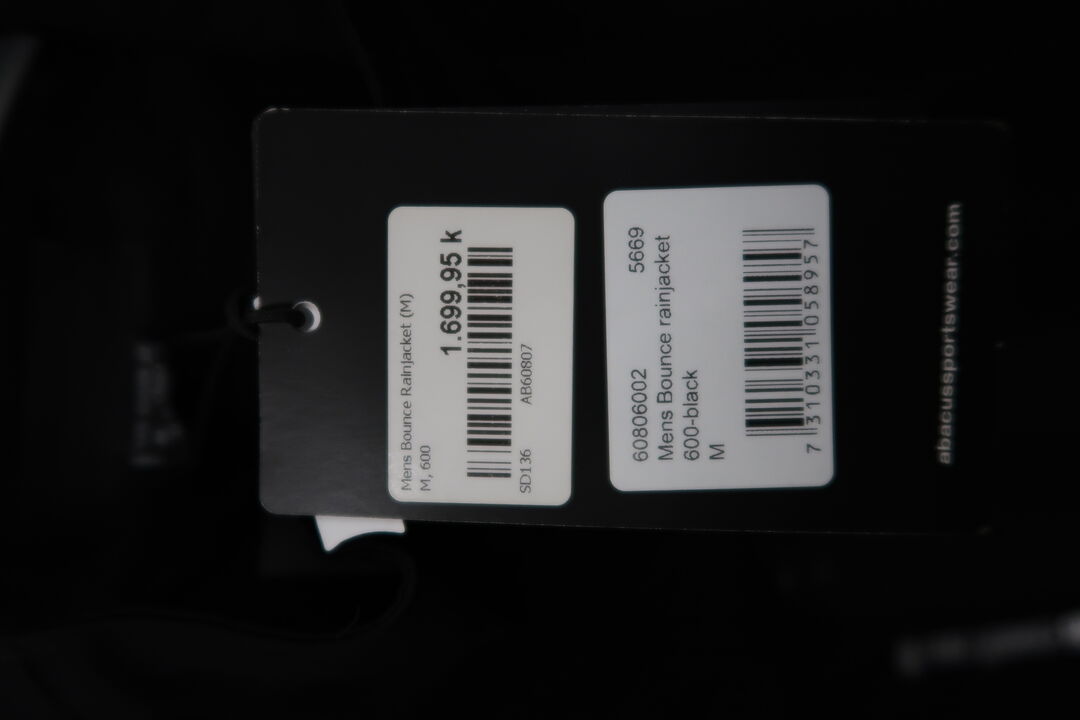 Mens Bounce Rainjacket (M)
M, 600
1.699,95 k
SD136 AB60807
60806002 5669
Mens Bounce rainjacket
600-black
M
7 310331 058957
abacussportswear.com